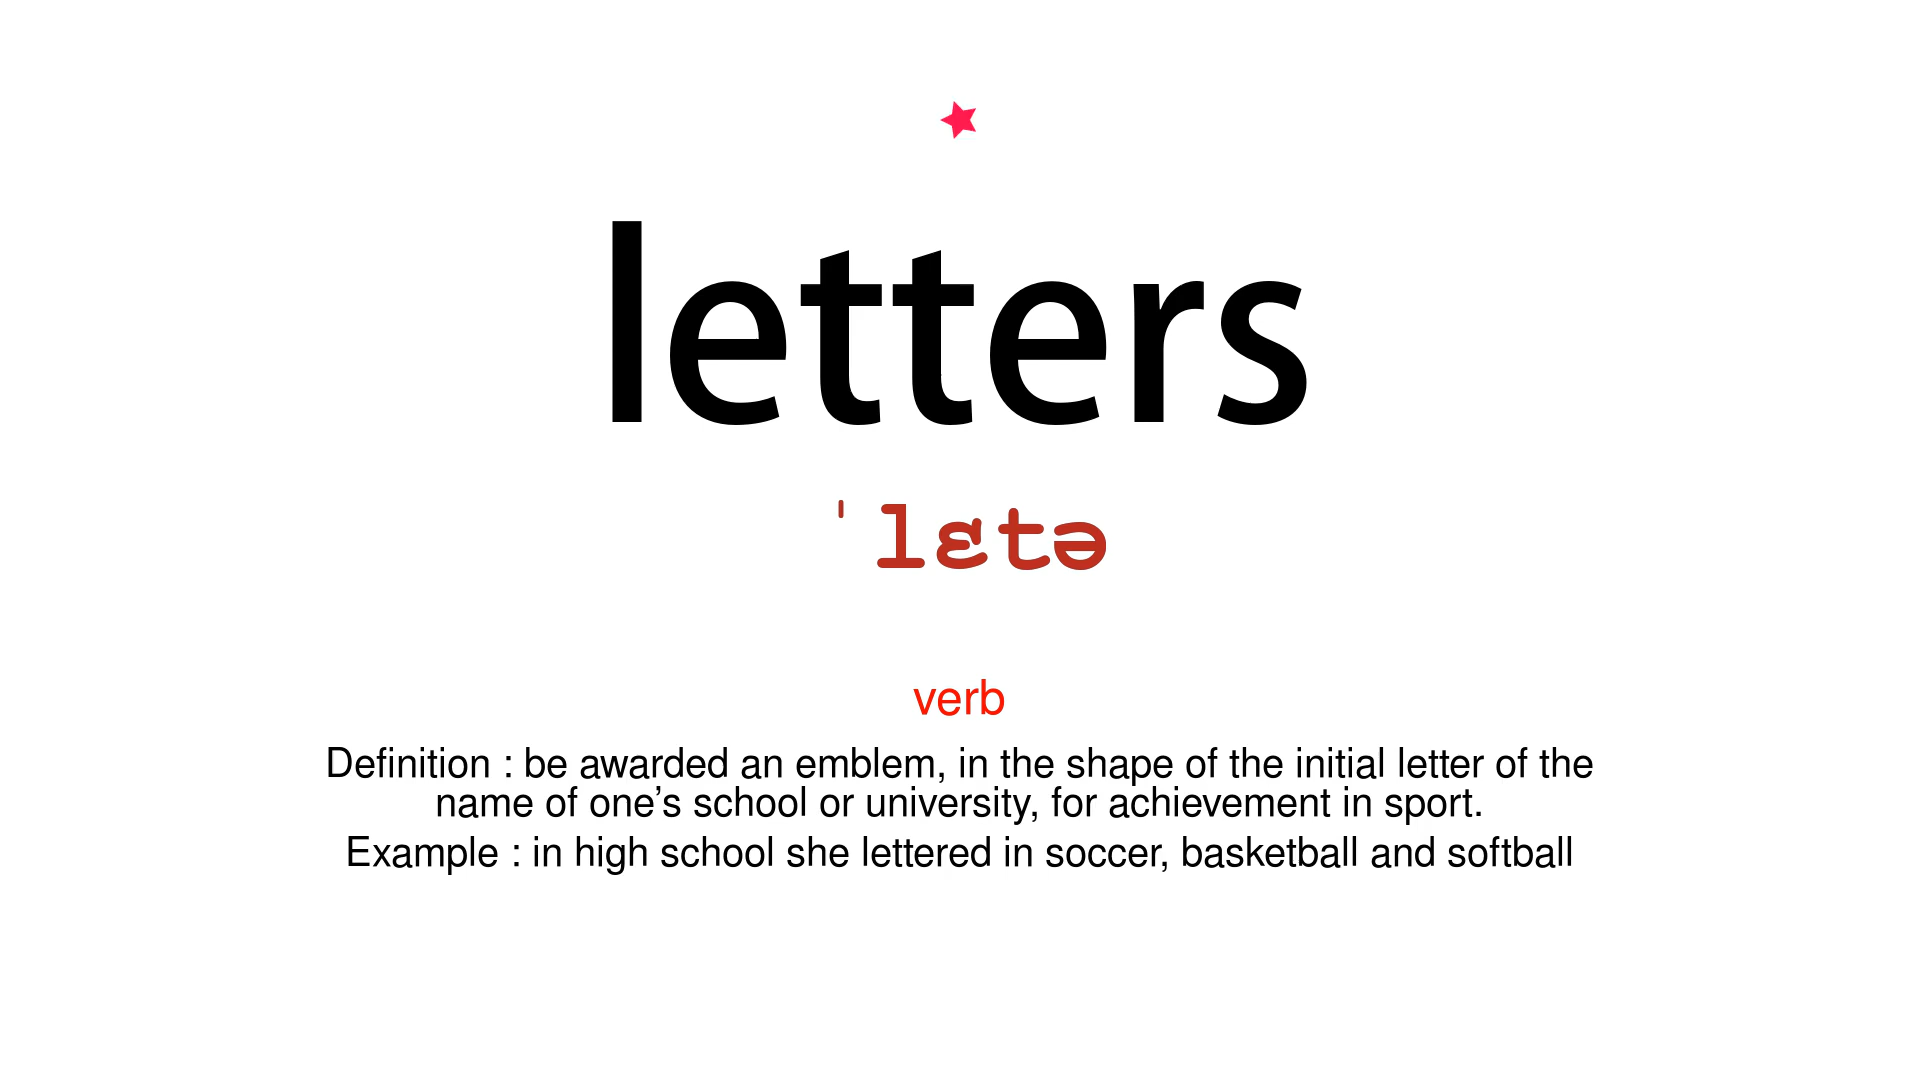 letters
ˈlɛtə
verb
Definition : be awarded an emblem, in the shape of the initial letter of the
name of one’s school or university, for achievement in sport.
Example : in high school she lettered in soccer, basketball and softball